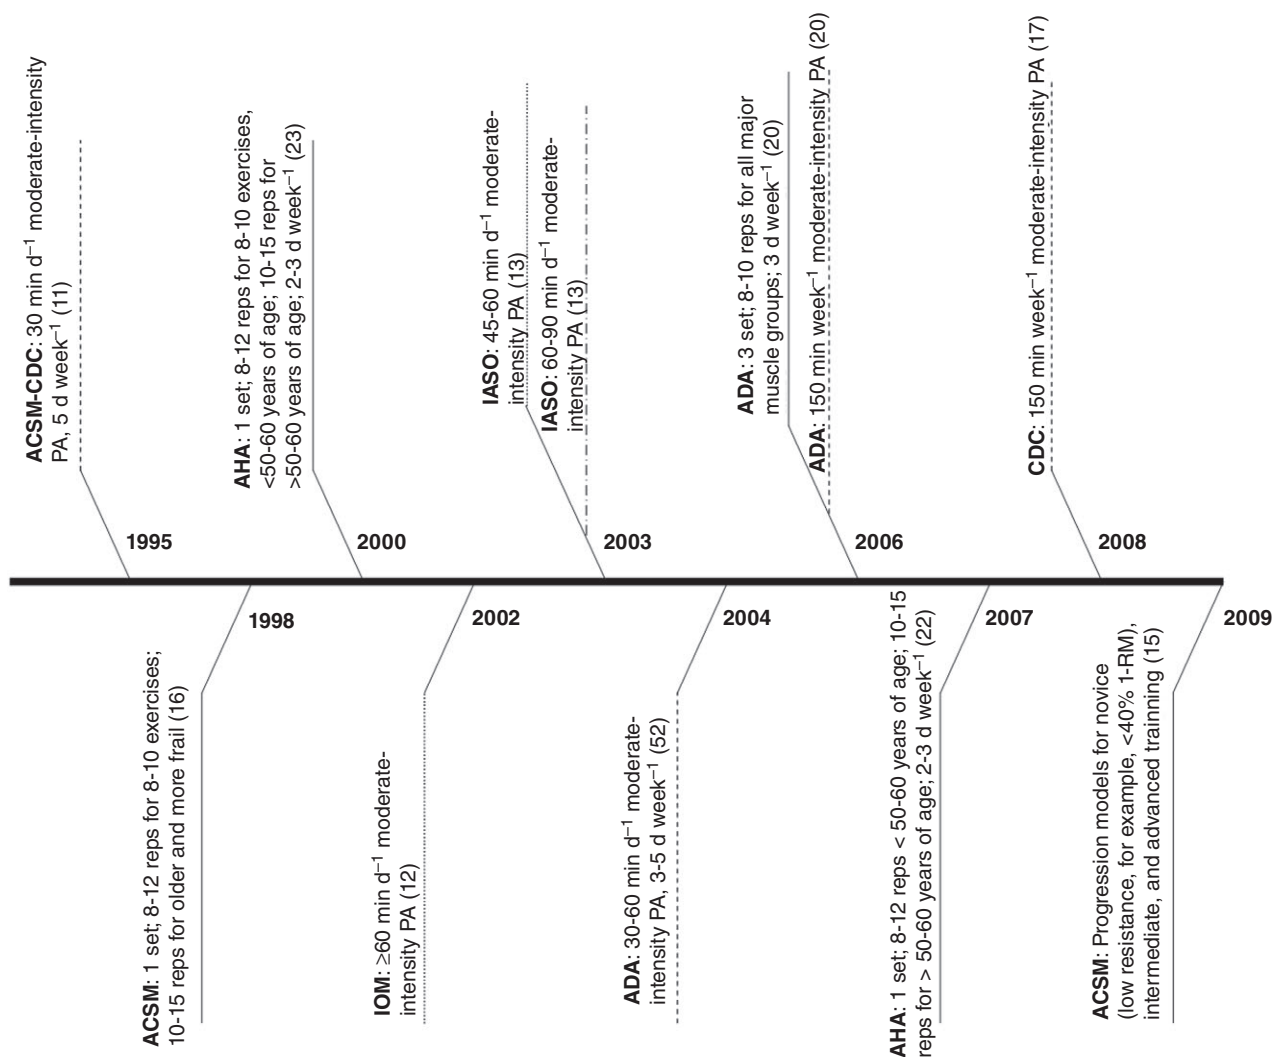 ACSM-CDC: 30 min d⁻¹ moderate-intensity
PA, 5 d week⁻¹ (11)
1995
ACSM: 1 set; 8-12 reps for 8-10 exercises;
10-15 reps for older and more frail (16)
1998
AHA: 1 set; 8-12 reps for 8-10 exercises,
<50-60 years of age; 10-15 reps for
>50-60 years of age; 2-3 d week⁻¹ (23)
2000
IOM: ≥60 min d⁻¹ moderate-
intensity PA (12)
2002
IASO: 45-60 min d⁻¹ moderate-
intensity PA (13)
IASO: 60-90 min d⁻¹ moderate-
intensity PA (13)
2003
ADA: 30-60 min d⁻¹ moderate-
intensity PA, 3-5 d week⁻¹ (52)
2004
ADA: 3 set; 8-10 reps for all major
muscle groups; 3 d week⁻¹ (20)
ADA: 150 min week⁻¹ moderate-intensity PA (20)
2006
AHA: 1 set; 8-12 reps < 50-60 years of age; 10-15
reps for > 50-60 years of age; 2-3 d week⁻¹ (22)
2007
CDC: 150 min week⁻¹ moderate-intensity PA (17)
2008
ACSM: Progression models for novice
(low resistance, for example, <40% 1-RM),
intermediate, and advanced trainning (15)
2009